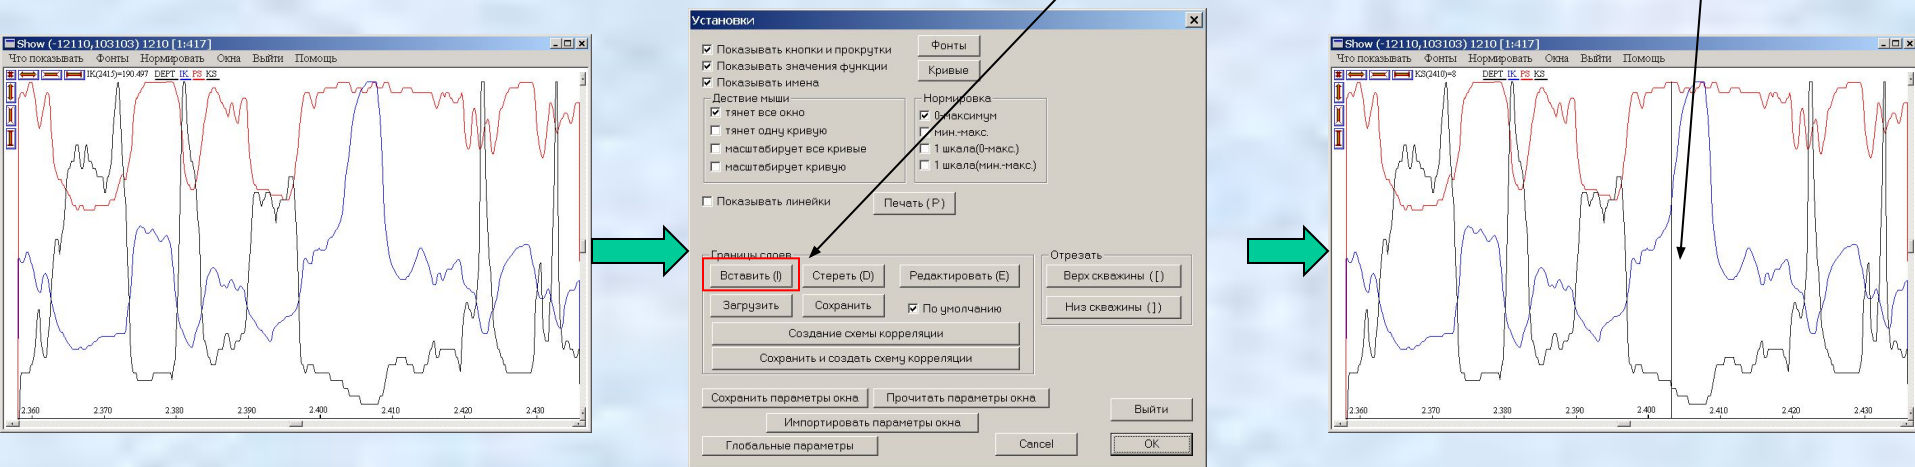 Show (-12110,103103) 1210 [1:417]
Что показывать Фонты Нормировать Окна Выйти Помощь
IK(2415)=190.497 DEPT IK PS KS
2.360 2.370 2.380 2.390 2.400 2.410 2.420 2.430
Установки
Показывать кнопки и прокрутки
Фонты
Показывать значения функции
Кривые
Показывать имена
Дествие мыши
Нормировка
тянет все окно
0-максимум
тянет одну кривую
мин.-макс.
масштабирует все кривые
1 шкала(0-макс.)
масштабирует кривую
1 шкала(мин.-макс.)
Показывать линейки
Печать (P)
Границы слоев
Отрезать
Вставить (I)
Стереть (D)
Редактировать (E)
Верх скважины ([)
Загрузить
Сохранить
По умолчанию
Низ скважины (])
Создание схемы корреляции
Сохранить и создать схему корреляции
Сохранить параметры окна
Прочитать параметры окна
Выйти
Импортировать параметры окна
Глобальные параметры
Cancel
OK
Show (-12110,103103) 1210 [1:417]
Что показывать Фонты Нормировать Окна Выйти Помощь
KS(2410)=8 DEPT IK PS KS
2.360 2.370 2.380 2.390 2.400 2.410 2.420 2.430